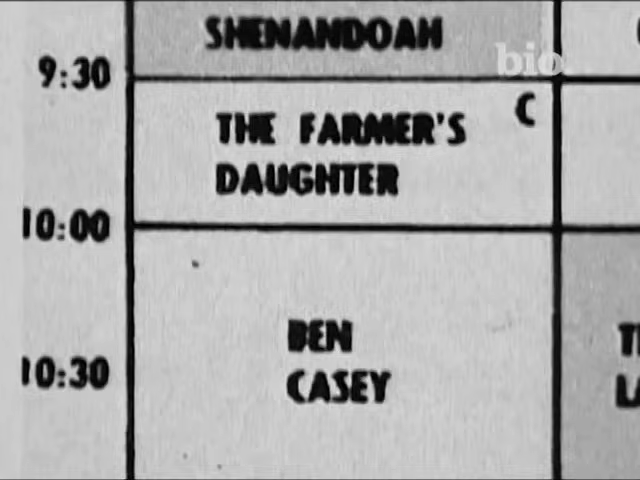 SHENANDOAH
bio.
9:30
C
THE FARMER'S
DAUGHTER
10:00
BEN
CASEY
10:30